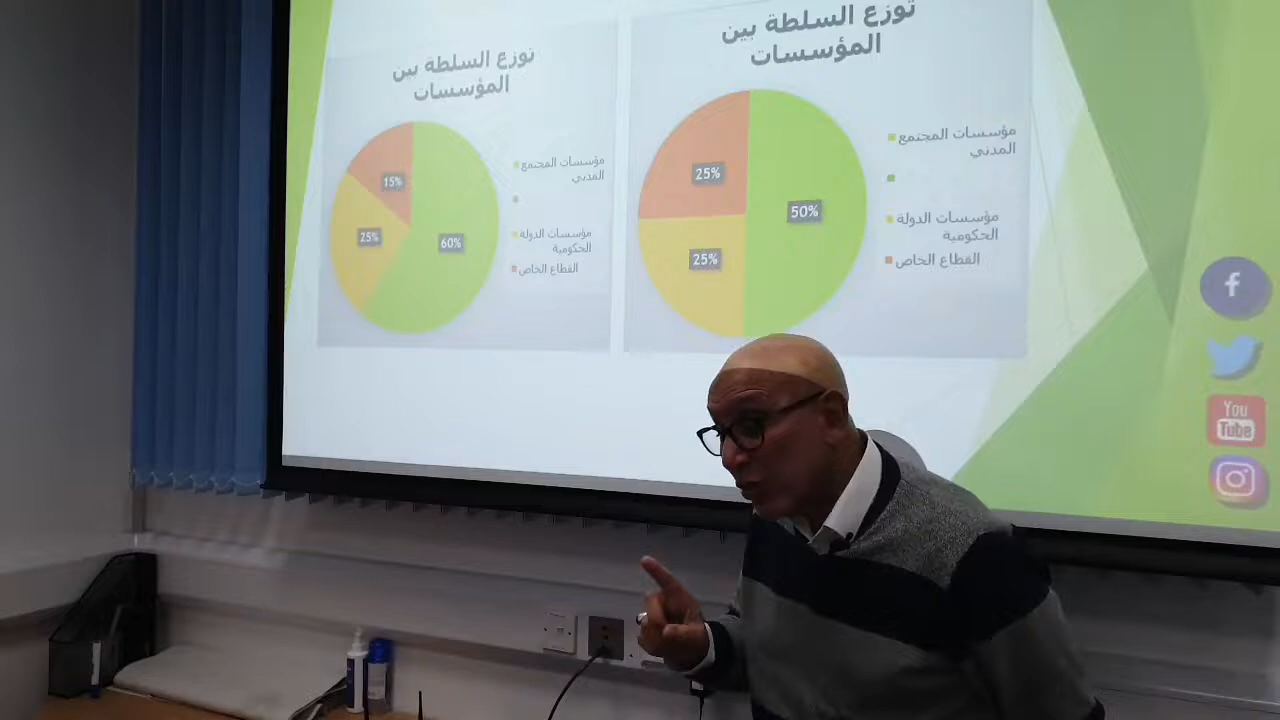 توزع السلطة بين
المؤسسات
50%
25%
25%
مؤسسات المجتمع
المدني
مؤسسات الدولة
الحكومية
القطاع الخاص
توزع السلطة بين
المؤسسات
60%
25%
15%
مؤسسات المجتمع
المدني
مؤسسات الدولة
الحكومية
القطاع الخاص
f
You
Tube